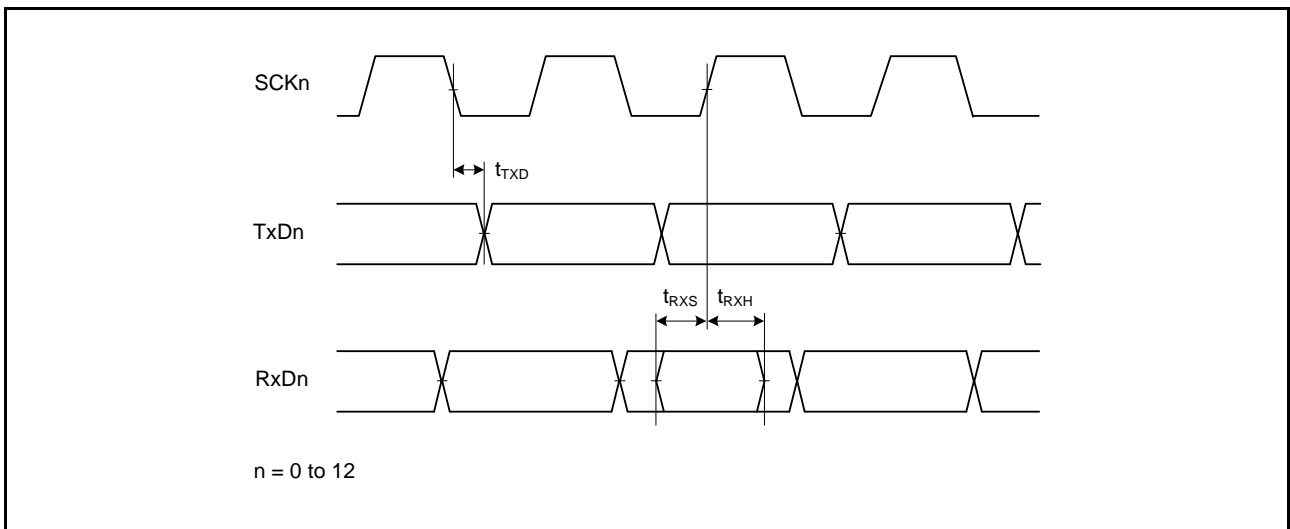 SCKn
tTXD
TxDn
tRXS tRXH
RxDn
n = 0 to 12